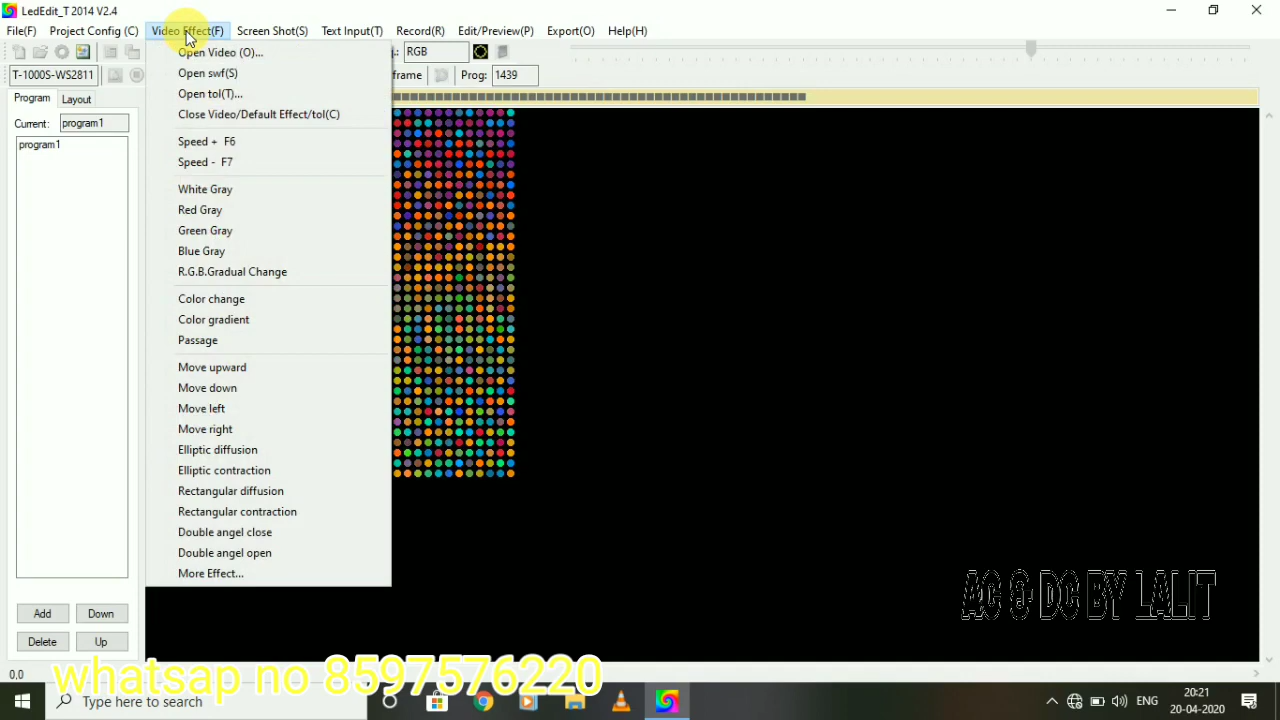 LedEdit_T 2014 V2.4
File(F) Project Config (C) Video Effect(F) Screen Shot(S) Text Input(T) Record(R) Edit/Preview(P) Export(O) Help(H)
RGB
T-1000S-WS2811 frame Prog: 1439
Program Layout
Current: program1
program1
Open Video (O)...
Open swf(S)
Open tol(T)...
Close Video/Default Effect/tol(C)
Speed + F6
Speed - F7
White Gray
Red Gray
Green Gray
Blue Gray
R.G.B.Gradual Change
Color change
Color gradient
Passage
Move upward
Move down
Move left
Move right
Elliptic diffusion
Elliptic contraction
Rectangular diffusion
Rectangular contraction
Double angel close
Double angel open
More Effect...
Add Down
Delete Up
AC & DC BY LALIT
0,0
whatsap no 8597576220
Type here to search
ENG
20:21
20-04-2020